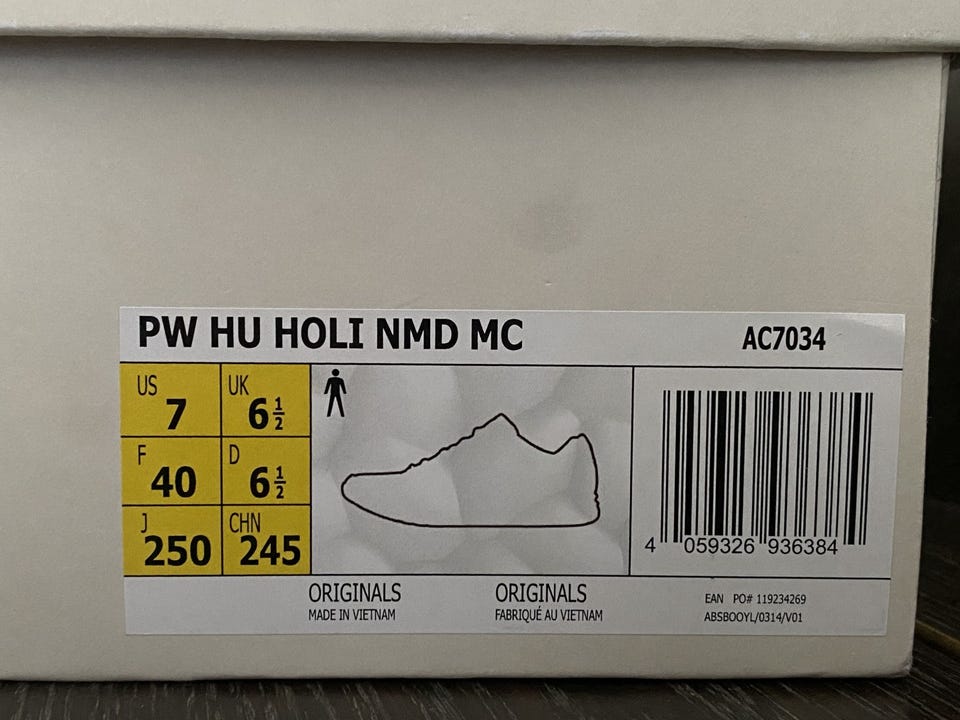 PW HU HOLI NMD MC AC7034
US 7 UK 6½
F 40 D 6½
J 250 CHN 245
4 059326 936384
ORIGINALS ORIGINALS
MADE IN VIETNAM FABRIQUÉ AU VIETNAM
EAN PO# 119234269
ABSBOOYL/0314/V01